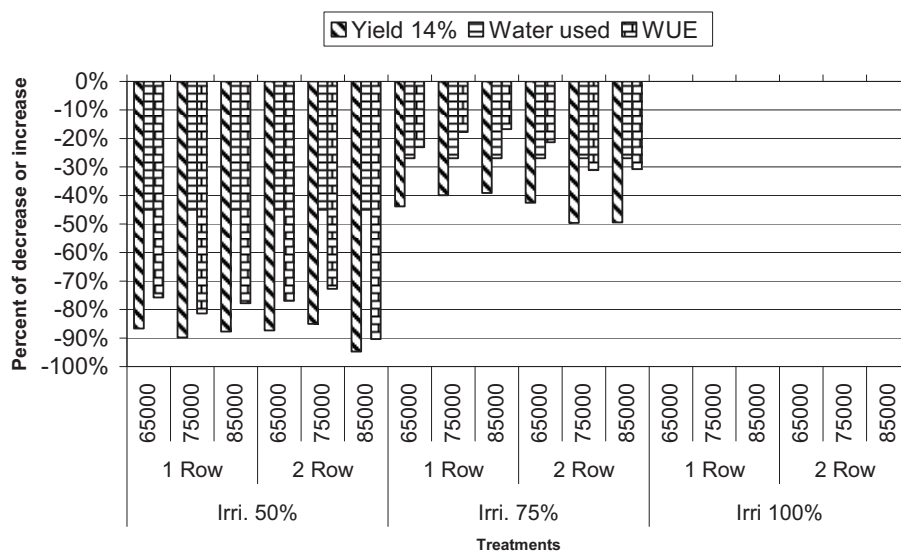 Yield 14% Water used WUE
Percent of decrease or increase
0%
-10%
-20%
-30%
-40%
-50%
-60%
-70%
-80%
-90%
-100%
65000 75000 85000 65000 75000 85000 65000 75000 85000 65000 75000 85000 65000 75000 85000 65000 75000 85000
1 Row 2 Row 1 Row 2 Row 1 Row 2 Row
Irri. 50% Irri. 75% Irri 100%
Treatments